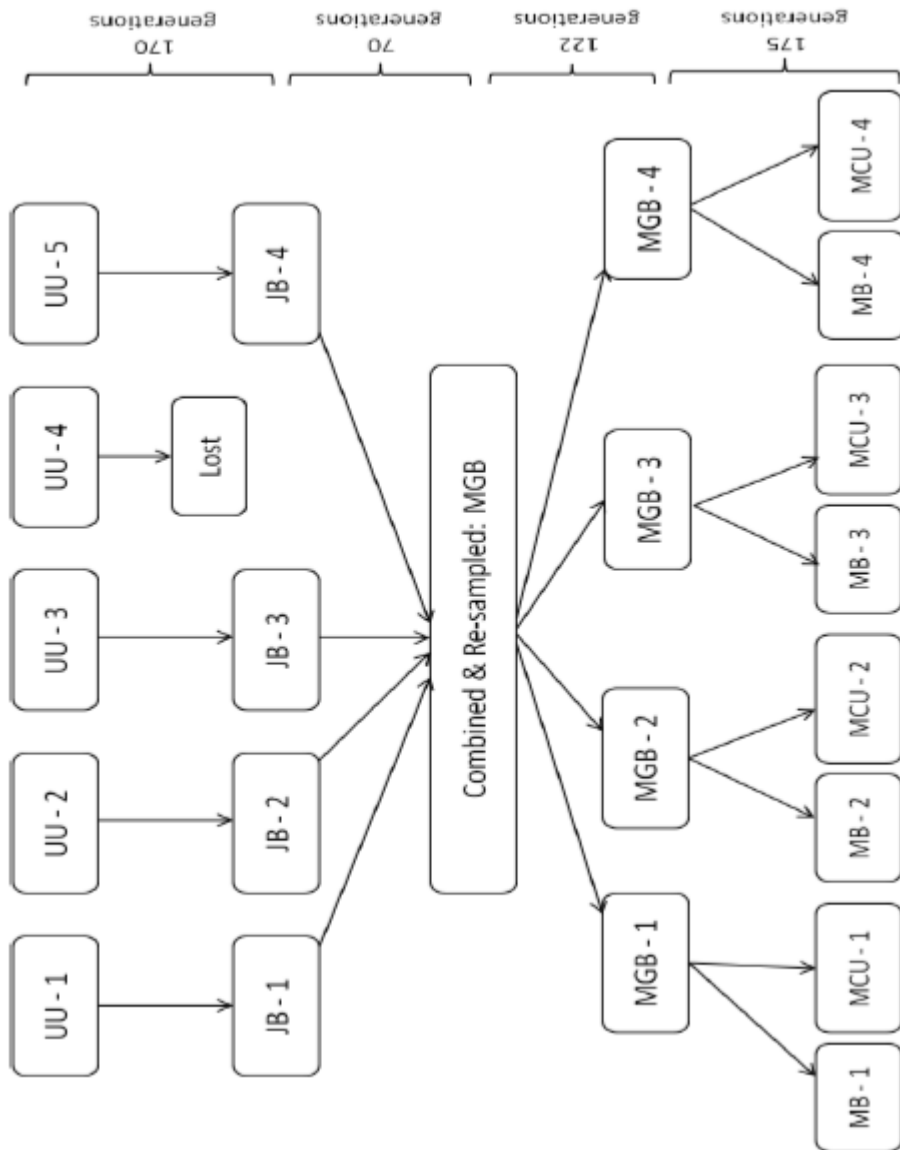 UU - 1
UU - 2
UU - 3
UU - 4
UU - 5
170
generations
JB - 1
JB - 2
JB - 3
Lost
JB - 4
70
generations
Combined & Re-sampled: MGB
122
generations
MGB - 1
MGB - 2
MGB - 3
MGB - 4
175
generations
MB - 1
MCU - 1
MB - 2
MCU - 2
MB - 3
MCU - 3
MB - 4
MCU - 4